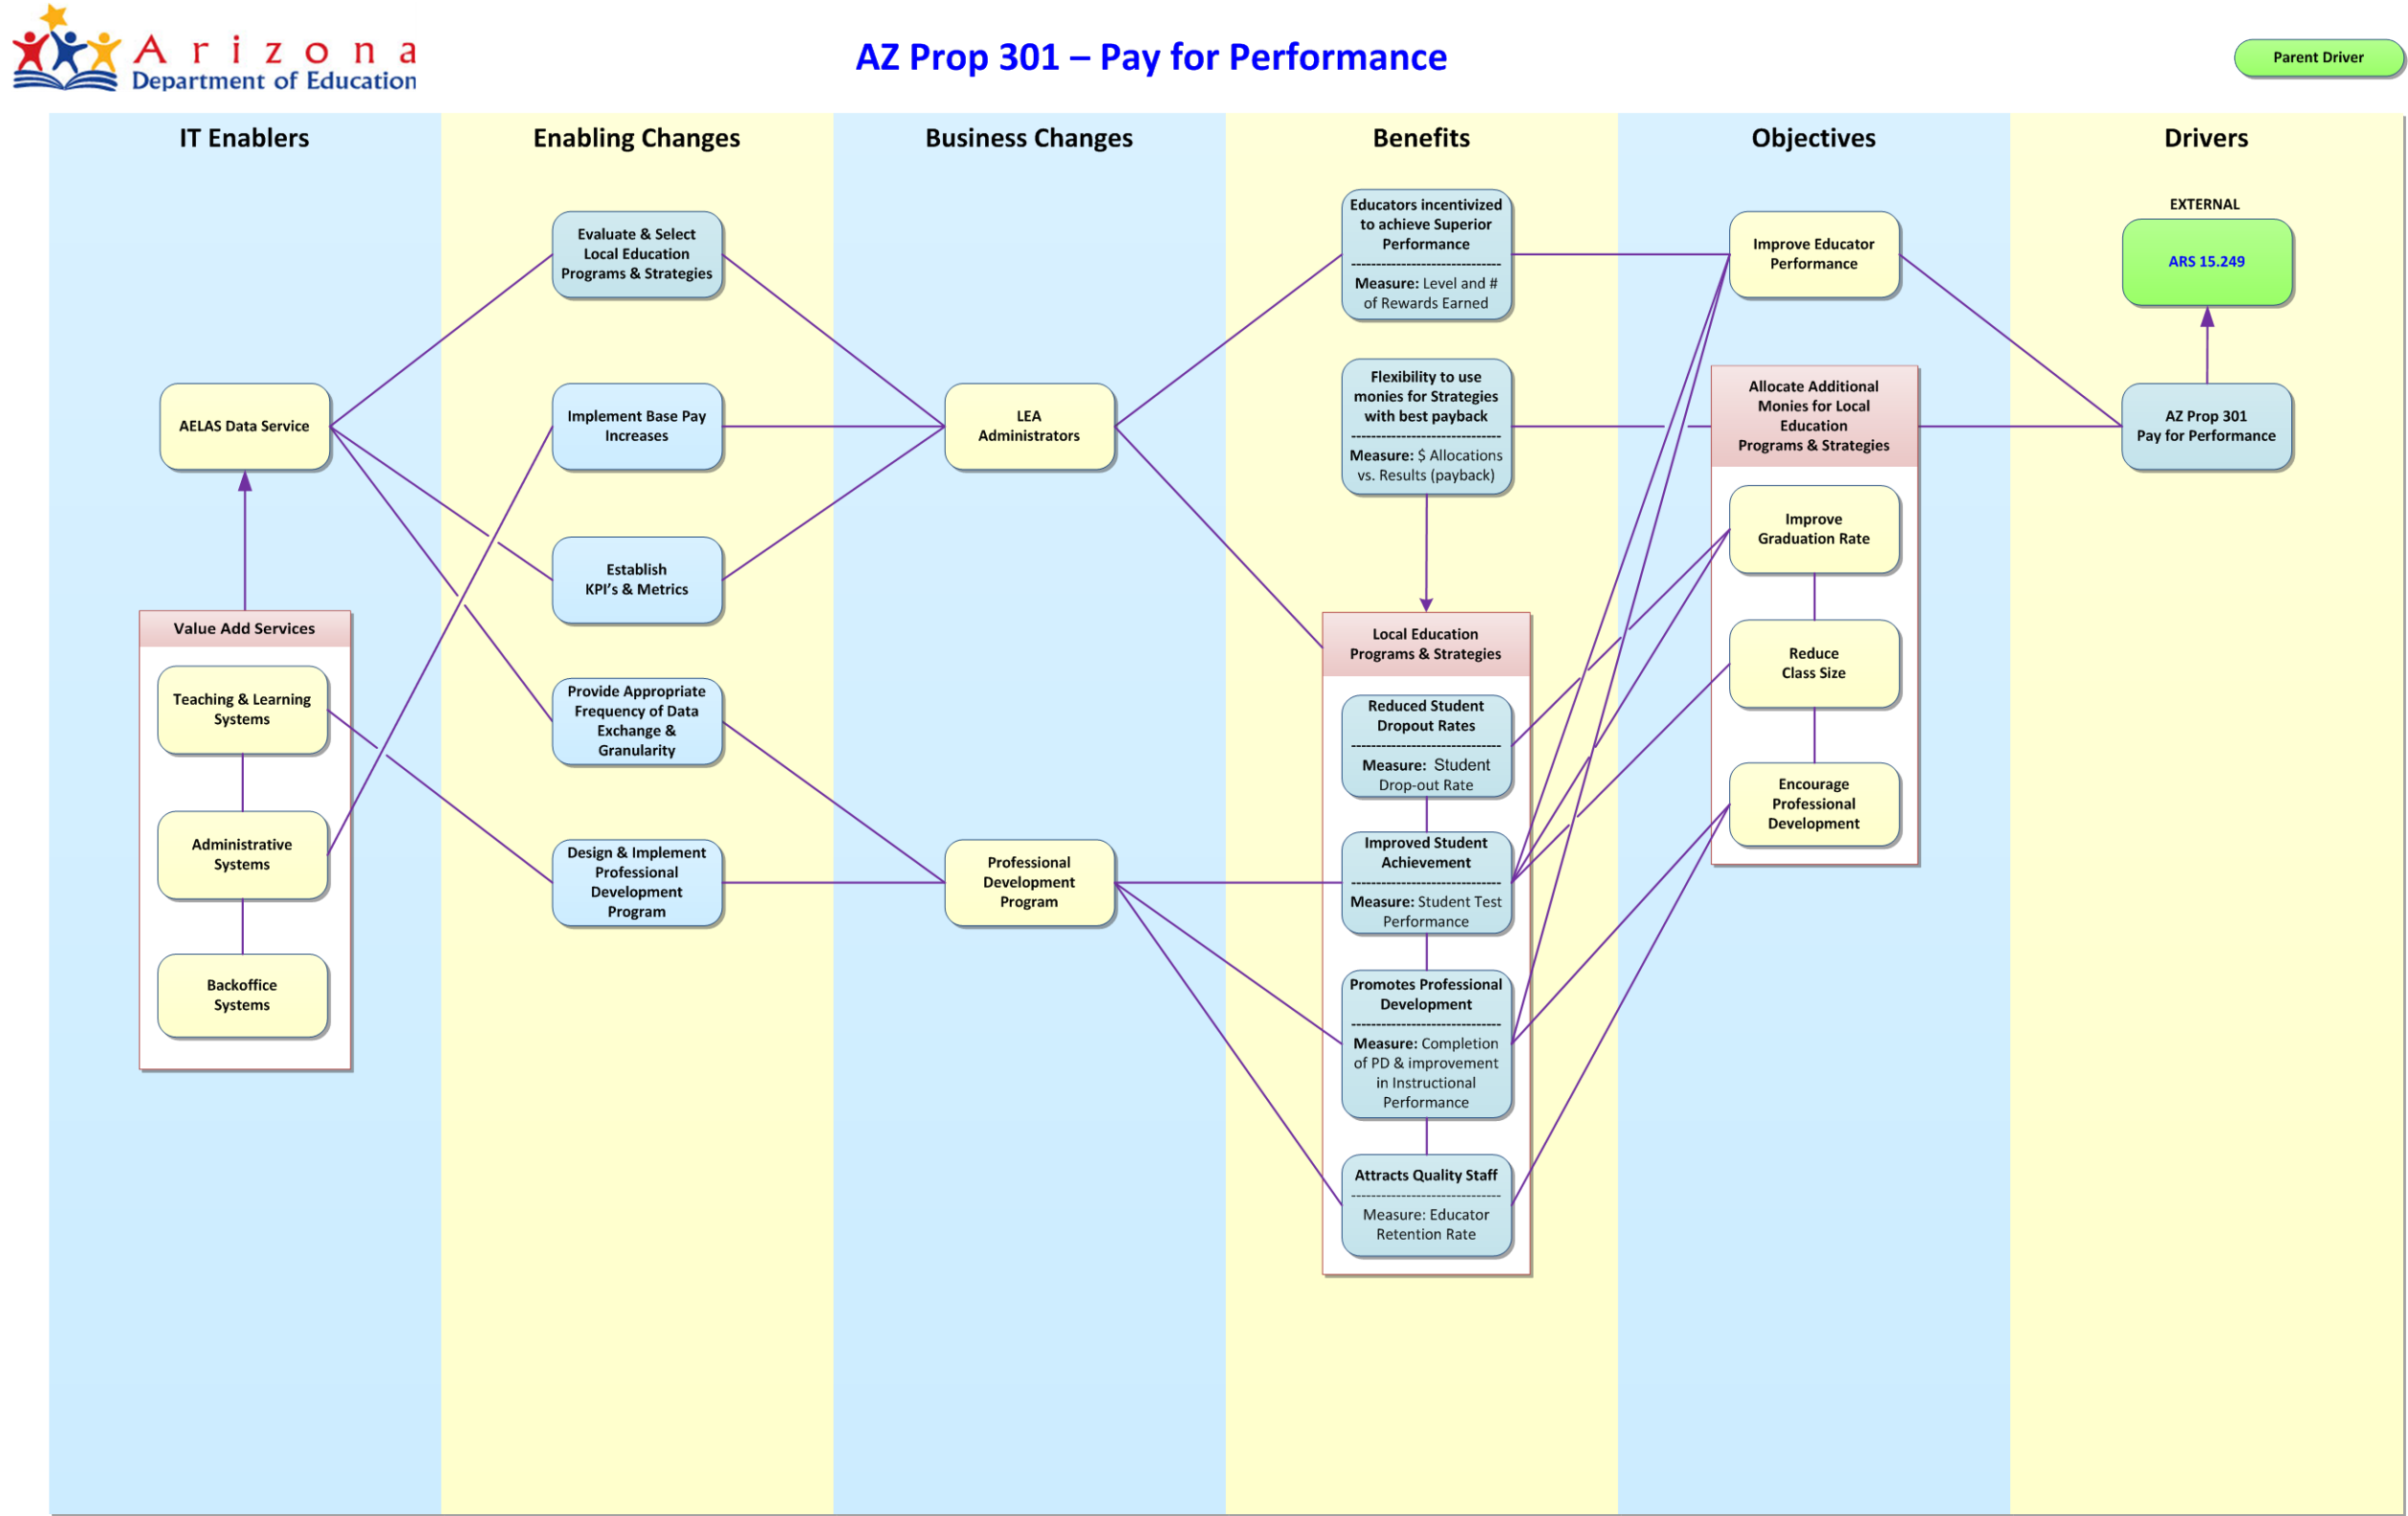 Arizona
Department of Education
AZ Prop 301 – Pay for Performance
Parent Driver
IT Enablers
Enabling Changes
Business Changes
Benefits
Objectives
Drivers
AELAS Data Service
Value Add Services
Teaching & Learning
Systems
Administrative
Systems
Backoffice
Systems
Evaluate & Select
Local Education
Programs & Strategies
Implement Base Pay
Increases
Establish
KPI's & Metrics
Provide Appropriate
Frequency of Data
Exchange &
Granularity
Design & Implement
Professional
Development
Program
LEA
Administrators
Professional
Development
Program
Educators incentivized
to achieve Superior
Performance
------------------------------
Measure: Level and #
of Rewards Earned
Flexibility to use
monies for Strategies
with best payback
------------------------------
Measure: $ Allocations
vs. Results (payback)
Local Education
Programs & Strategies
Reduced Student
Dropout Rates
------------------------------
Measure: Student
Drop-out Rate
Improved Student
Achievement
------------------------------
Measure: Student Test
Performance
Promotes Professional
Development
------------------------------
Measure: Completion
of PD & improvement
in Instructional
Performance
Attracts Quality Staff
------------------------------
Measure: Educator
Retention Rate
Improve Educator
Performance
Allocate Additional
Monies for Local
Education
Programs & Strategies
Improve
Graduation Rate
Reduce
Class Size
Encourage
Professional
Development
EXTERNAL
ARS 15.249
AZ Prop 301
Pay for Performance